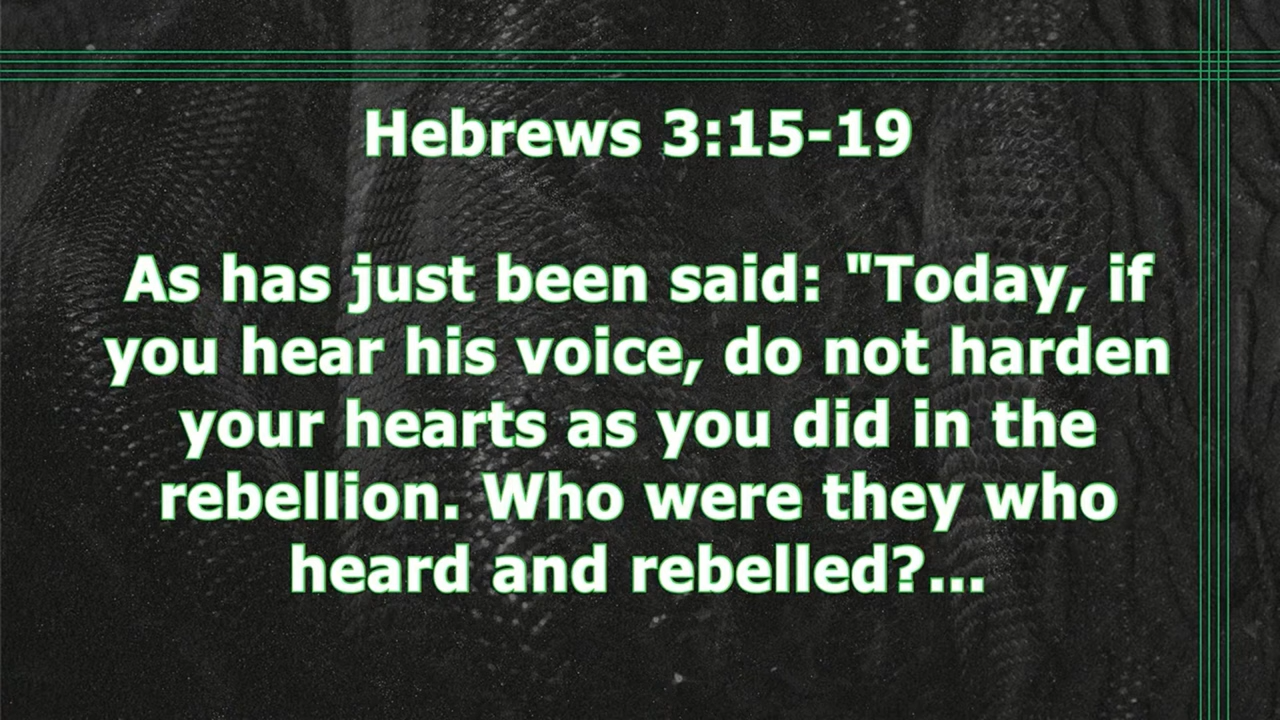 Hebrews 3:15-19
As has just been said: "Today, if
you hear his voice, do not harden
your hearts as you did in the
rebellion. Who were they who
heard and rebelled?...